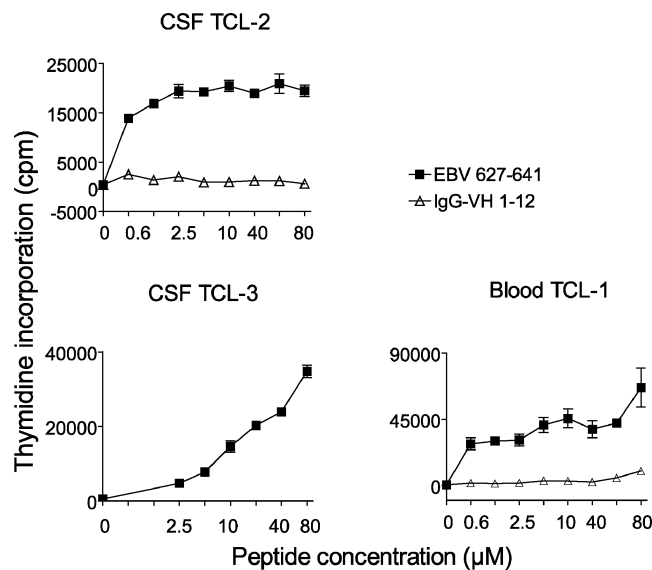 CSF TCL-2
25000
15000
5000
0
-5000
0 0.6 2.5 10 40 80
EBV 627-641
IgG-VH 1-12
Thymidine incorporation (cpm)
CSF TCL-3
40000
20000
0
0 2.5 10 40 80
Blood TCL-1
90000
45000
0
0 0.6 2.5 10 40 80
Peptide concentration (µM)